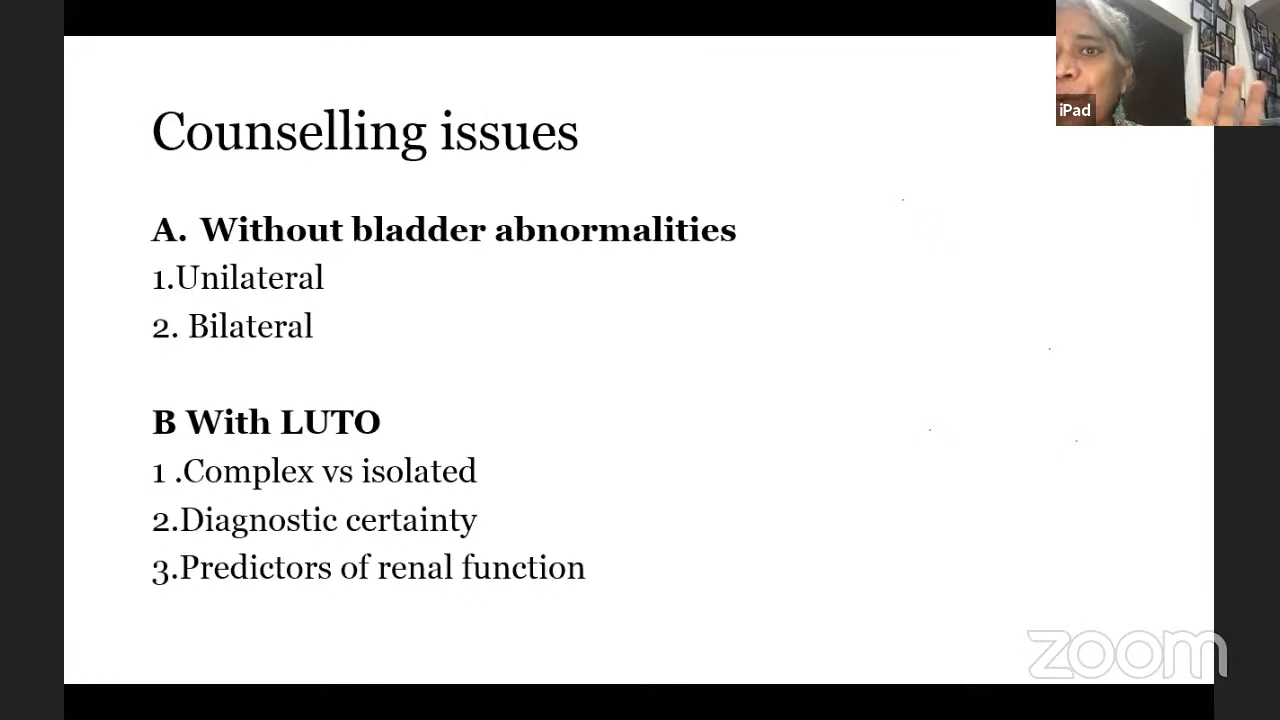 iPad
Counselling issues
A. Without bladder abnormalities
1.Unilateral
2. Bilateral
B With LUTO
1 .Complex vs isolated
2.Diagnostic certainty
3.Predictors of renal function
zoom